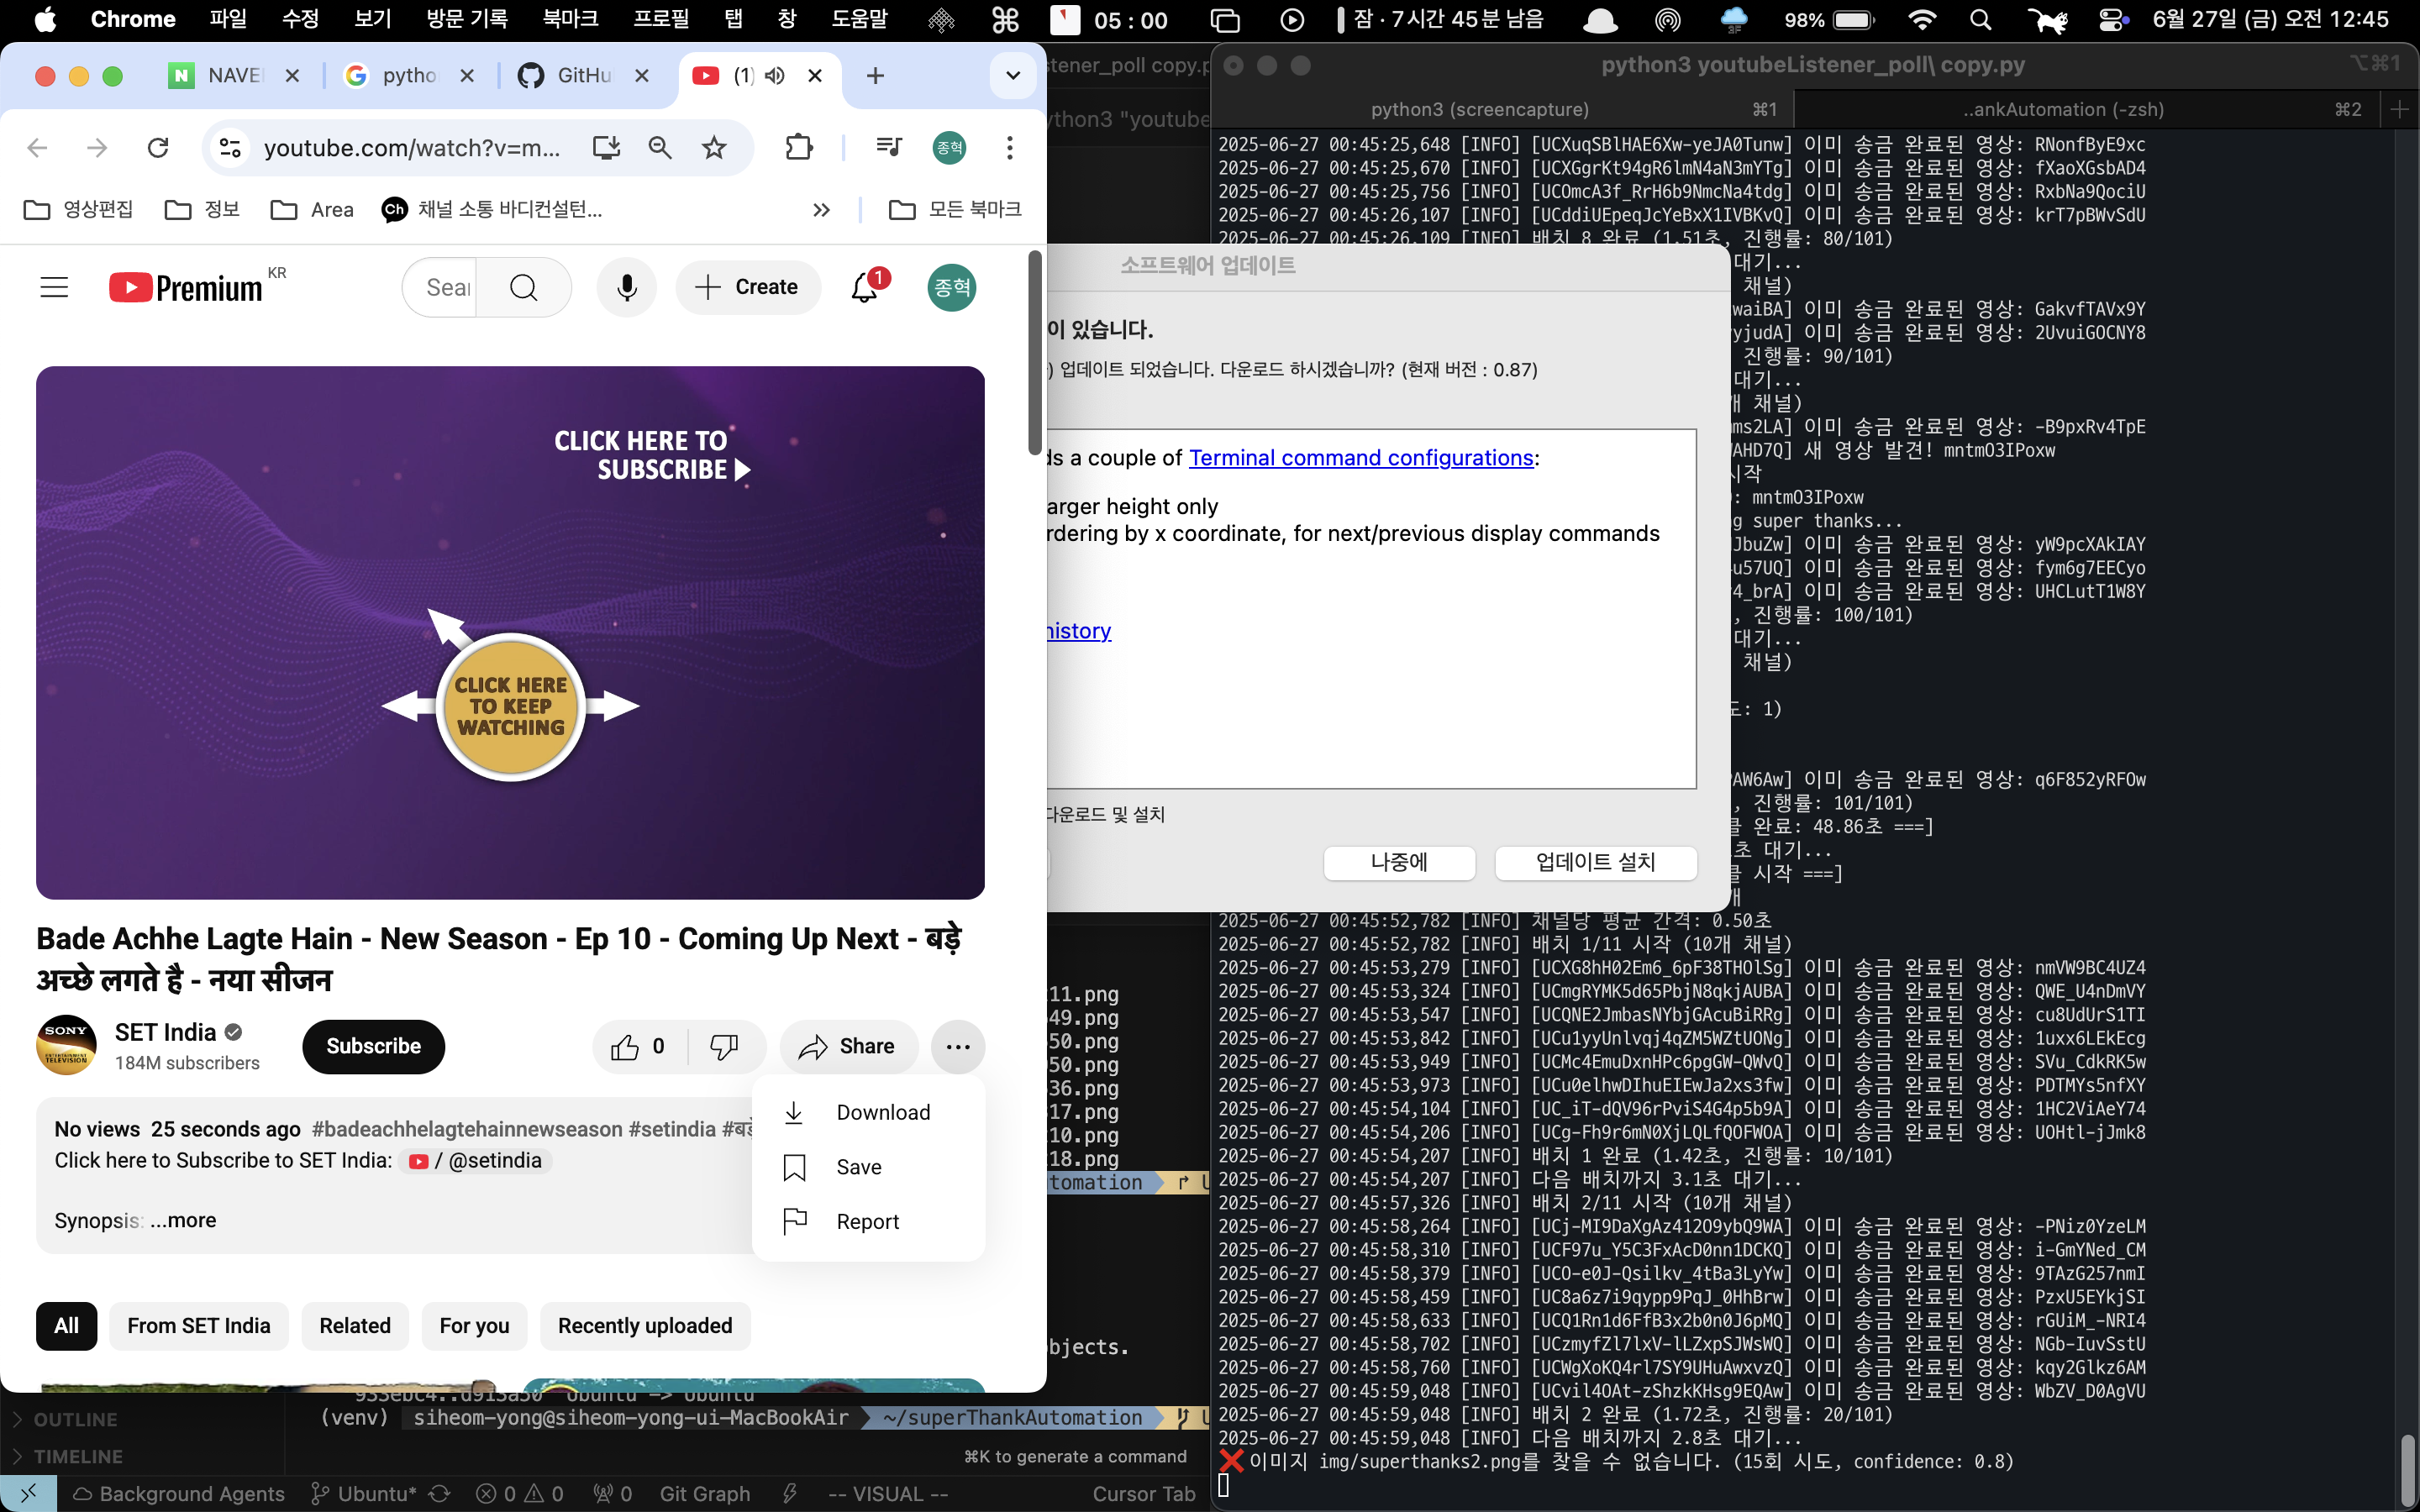 Chrome 파일 수정 보기 방문 기록 북마크 프로필 탭 창 도움말 05 : 00 잠 · 7시간 45분 남음 98% 6월 27일 (금) 오전 12:45
NAVE
pytho
GitHu
(1)
youtube.com/watch?v=m...
종혁
영상편집 정보 Area 채널 소통 바디컨설턴... 모든 북마크
Premium KR
Sear
Create
1
종혁
CLICK HERE TO
SUBSCRIBE
CLICK HERE
TO KEEP
WATCHING
Bade Achhe Lagte Hain - New Season - Ep 10 - Coming Up Next - बड़े
अच्छे लगते है - नया सीजन
SONY
ENTERTAINMENT
TELEVISION
SET India
184M subscribers
Subscribe
0
Share
Download
Save
Report
No views 25 seconds ago #badeachhelagtehainnewseason #setindia
Click here to Subscribe to SET India: / @setindia
Synopsis: ...more
All
From SET India
Related
For you
Recently uploaded
stener_poll copy.p
ython3 "youtube
소프트웨어 업데이트
이 있습니다.
) 업데이트 되었습니다. 다운로드 하시겠습니까? (현재 버전 : 0.87)
ds a couple of Terminal command configurations:
arger height only
rdering by x coordinate, for next/previous display commands
history
다운로드 및 설치
나중에
업데이트 설치
11.png
49.png
50.png
50.png
36.png
17.png
10.png
18.png
tomation
bjects.
(venv) siheom-yong@siheom-yong-ui-MacBookAir ~/superThankAutomation
⌘K to generate a command
OUTLINE
TIMELINE
Background Agents Ubuntu* 0 0 0 Git Graph -- VISUAL -- Cursor Tab
python3 youtubeListener_poll\ copy.py ⌥⌘1
python3 (screencapture) ⌘1 ..ankAutomation (-zsh) ⌘2
2025-06-27 00:45:25,648 [INFO] [UCXuqSBlHAE6Xw-yeJA0Tunw] 이미 송금 완료된 영상: RNonfByE9xc
2025-06-27 00:45:25,670 [INFO] [UCXGgrKt94gR6lmN4aN3mYTg] 이미 송금 완료된 영상: fXaoXGsbAD4
2025-06-27 00:45:25,756 [INFO] [UCOmcA3f_RrH6b9NmcNa4tdg] 이미 송금 완료된 영상: RxbNa9QociU
2025-06-27 00:45:26,107 [INFO] [UCddiUEpeqJcYeBxX1IVBKvQ] 이미 송금 완료된 영상: krT7pBWvSdU
2025-06-27 00:45:26,109 [INFO] 배치 8 완료 (1.51초, 진행률: 80/101)
대기...
채널)
waiBA] 이미 송금 완료된 영상: GakvfTAVx9Y
yjudA] 이미 송금 완료된 영상: 2UvuiGOCNY8
진행률: 90/101)
대기...
개 채널)
ms2LA] 이미 송금 완료된 영상: -B9pxRv4TpE
AHD7Q] 새 영상 발견! mntmO3IPoxw
시작
: mntmO3IPoxw
g super thanks...
JbuZw] 이미 송금 완료된 영상: yW9pcXAkIAY
u57UQ] 이미 송금 완료된 영상: fym6g7EECyo
4_brA] 이미 송금 완료된 영상: UHCLutT1W8Y
, 진행률: 100/101)
대기...
채널)
도: 1)
AW6Aw] 이미 송금 완료된 영상: q6F852yRFOw
, 진행률: 101/101)
클 완료: 48.86초 ===]
초 대기...
클 시작 ===]
개
2025-06-27 00:45:52,782 [INFO] 채널당 평균 간격: 0.50초
2025-06-27 00:45:52,782 [INFO] 배치 1/11 시작 (10개 채널)
2025-06-27 00:45:53,279 [INFO] [UCXG8hH02Em6_6pF38THOlSg] 이미 송금 완료된 영상: nmVW9BC4UZ4
2025-06-27 00:45:53,324 [INFO] [UCmgRYMK5d65PbjN8qkjAUBA] 이미 송금 완료된 영상: QWE_U4nDmVY
2025-06-27 00:45:53,547 [INFO] [UCQNE2JmbasNYbjGAcuBiRRg] 이미 송금 완료된 영상: cu8UdUrS1TI
2025-06-27 00:45:53,842 [INFO] [UCu1yyUnlvqj4qZM5WZtUONg] 이미 송금 완료된 영상: 1uxx6LEkEcg
2025-06-27 00:45:53,949 [INFO] [UCMc4EmuDxnHPc6pgGW-QWvQ] 이미 송금 완료된 영상: SVu_CdkRK5w
2025-06-27 00:45:53,973 [INFO] [UCu0elhwDIhuEIEwJa2xs3fw] 이미 송금 완료된 영상: PDTMYs5nfXY
2025-06-27 00:45:54,104 [INFO] [UC_iT-dQV96rPviS4G4p5b9A] 이미 송금 완료된 영상: 1HC2ViAeY74
2025-06-27 00:45:54,206 [INFO] [UCg-Fh9r6mN0XjLQLfQOFWOA] 이미 송금 완료된 영상: UOHtl-jJmk8
2025-06-27 00:45:54,207 [INFO] 배치 1 완료 (1.42초, 진행률: 10/101)
2025-06-27 00:45:54,207 [INFO] 다음 배치까지 3.1초 대기...
2025-06-27 00:45:57,326 [INFO] 배치 2/11 시작 (10개 채널)
2025-06-27 00:45:58,264 [INFO] [UCj-MI9DaXgAz412O9ybQ9WA] 이미 송금 완료된 영상: -PNiz0YzeLM
2025-06-27 00:45:58,310 [INFO] [UCF97u_Y5C3FxAcD0nn1DCKQ] 이미 송금 완료된 영상: i-GmYNed_CM
2025-06-27 00:45:58,379 [INFO] [UCO-e0J-Qsilkv_4tBa3LyYw] 이미 송금 완료된 영상: 9TAzG257nmI
2025-06-27 00:45:58,459 [INFO] [UC8a6z7i9qypp9PqJ_0HhBrw] 이미 송금 완료된 영상: PzxU5EYkjSI
2025-06-27 00:45:58,633 [INFO] [UCQ1Rn1d6FfB3x2b0n0J6pMQ] 이미 송금 완료된 영상: rGUiM_-NRI4
2025-06-27 00:45:58,702 [INFO] [UCzmyfZl7lxV-lLZxpSJWsWQ] 이미 송금 완료된 영상: NGb-IuvSstU
2025-06-27 00:45:58,760 [INFO] [UCWgXoKQ4rl7SY9UHuAwxvzQ] 이미 송금 완료된 영상: kqy2Glkz6AM
2025-06-27 00:45:59,048 [INFO] [UCvil4OAt-zShzkKHsg9EQAw] 이미 송금 완료된 영상: WbZV_D0AgVU
2025-06-27 00:45:59,048 [INFO] 배치 2 완료 (1.72초, 진행률: 20/101)
2025-06-27 00:45:59,048 [INFO] 다음 배치까지 2.8초 대기...
❌이미지 img/superthanks2.png를 찾을 수 없습니다. (15회 시도, confidence: 0.8)